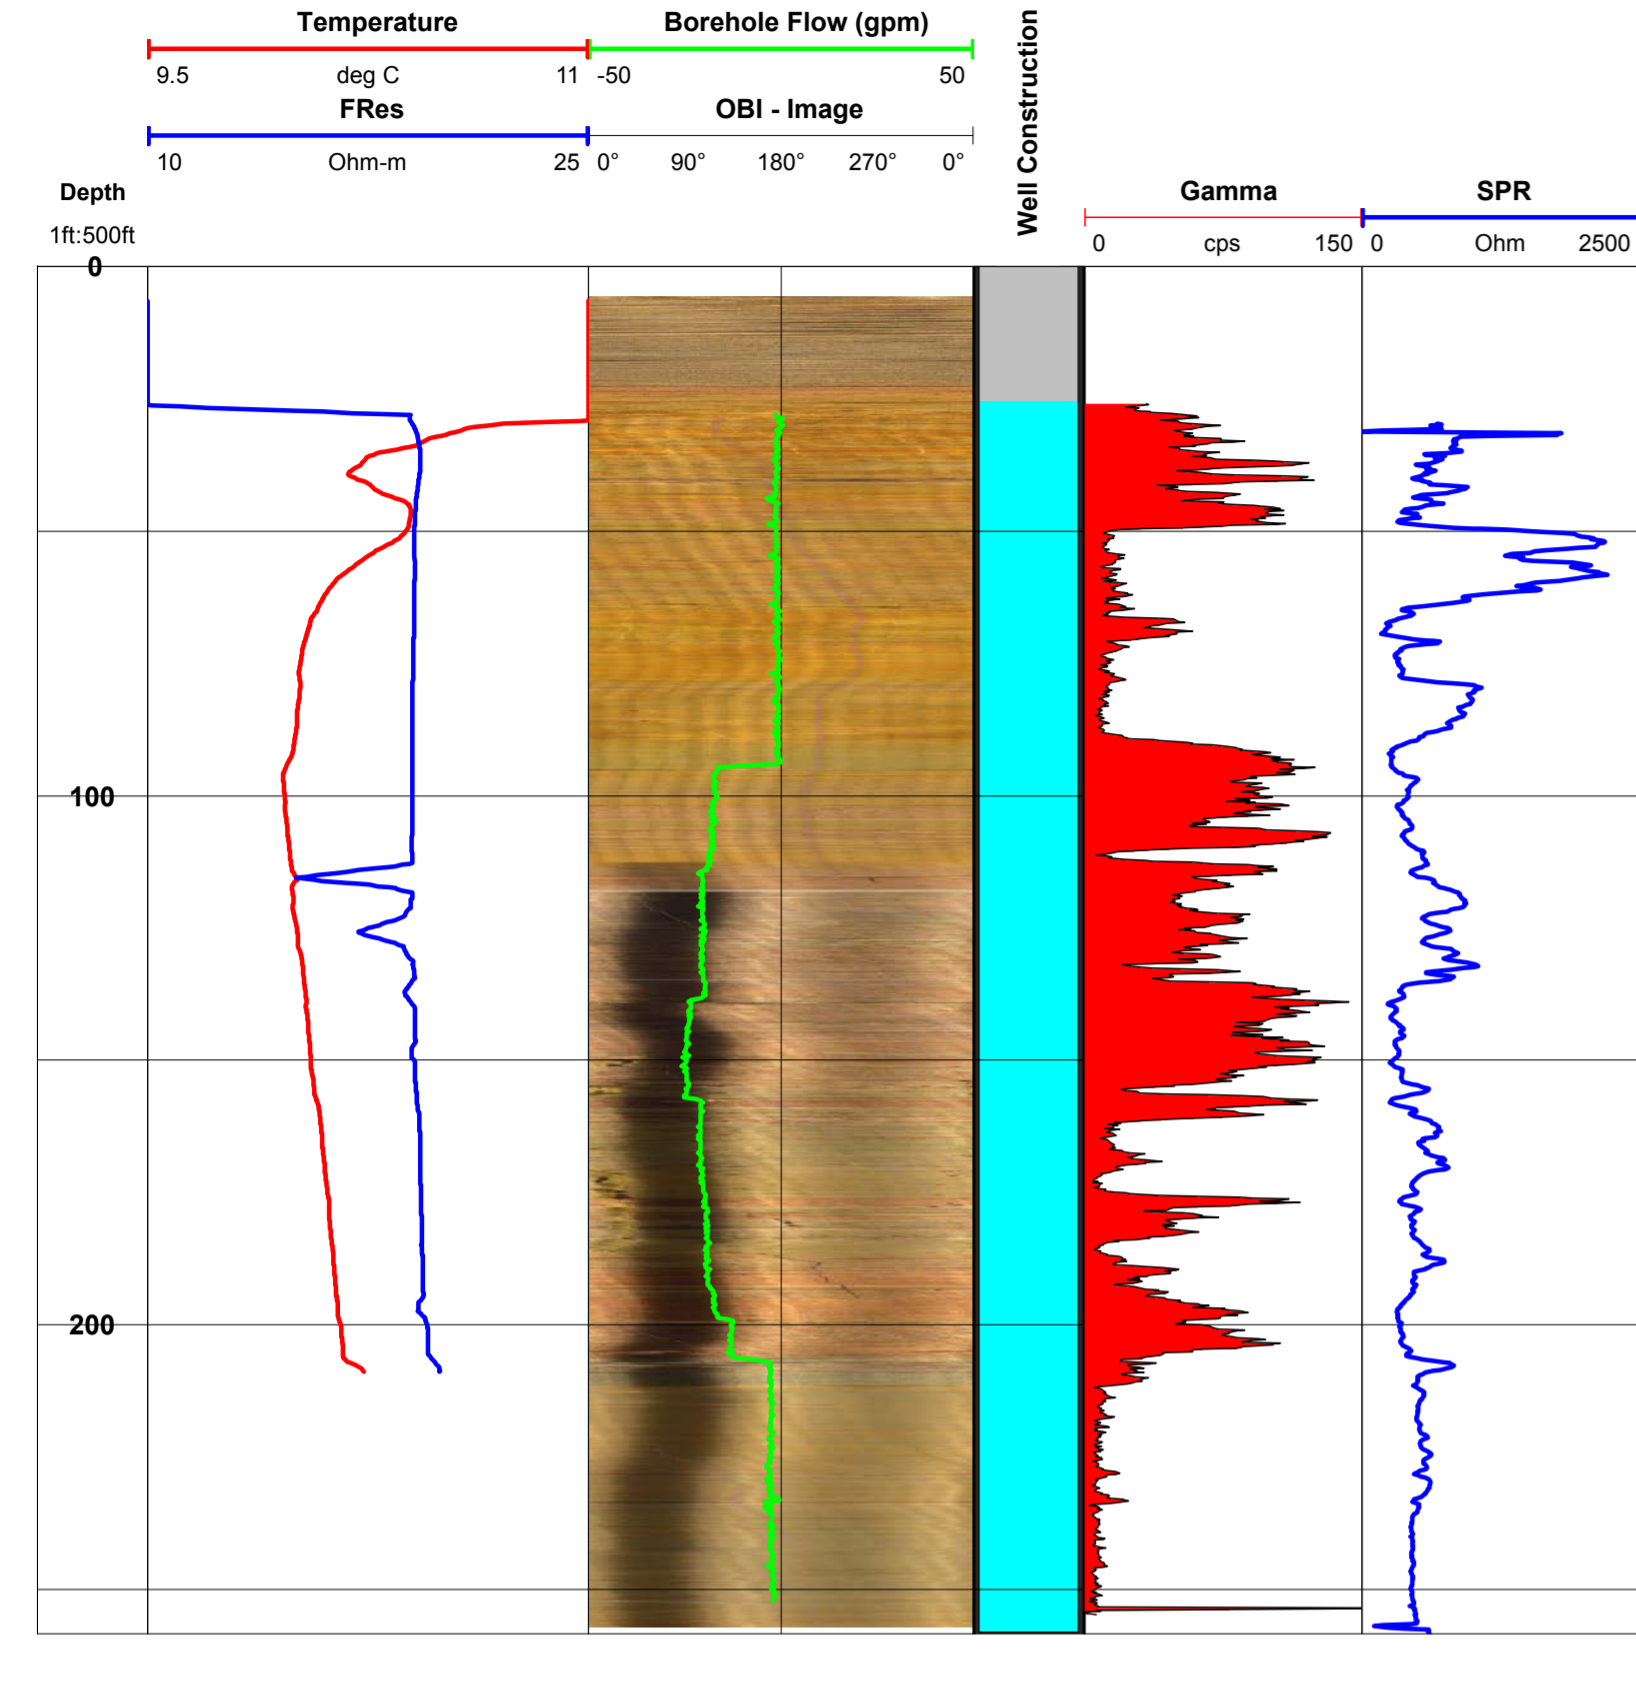 Temperature
9.5 deg C 11
FRes
10 Ohm-m 25
Borehole Flow (gpm)
-50 50
OBI - Image
0° 90° 180° 270° 0°
Well Construction
Depth
1ft:500ft
Gamma
0 cps 150
SPR
0 Ohm 2500
0
100
200